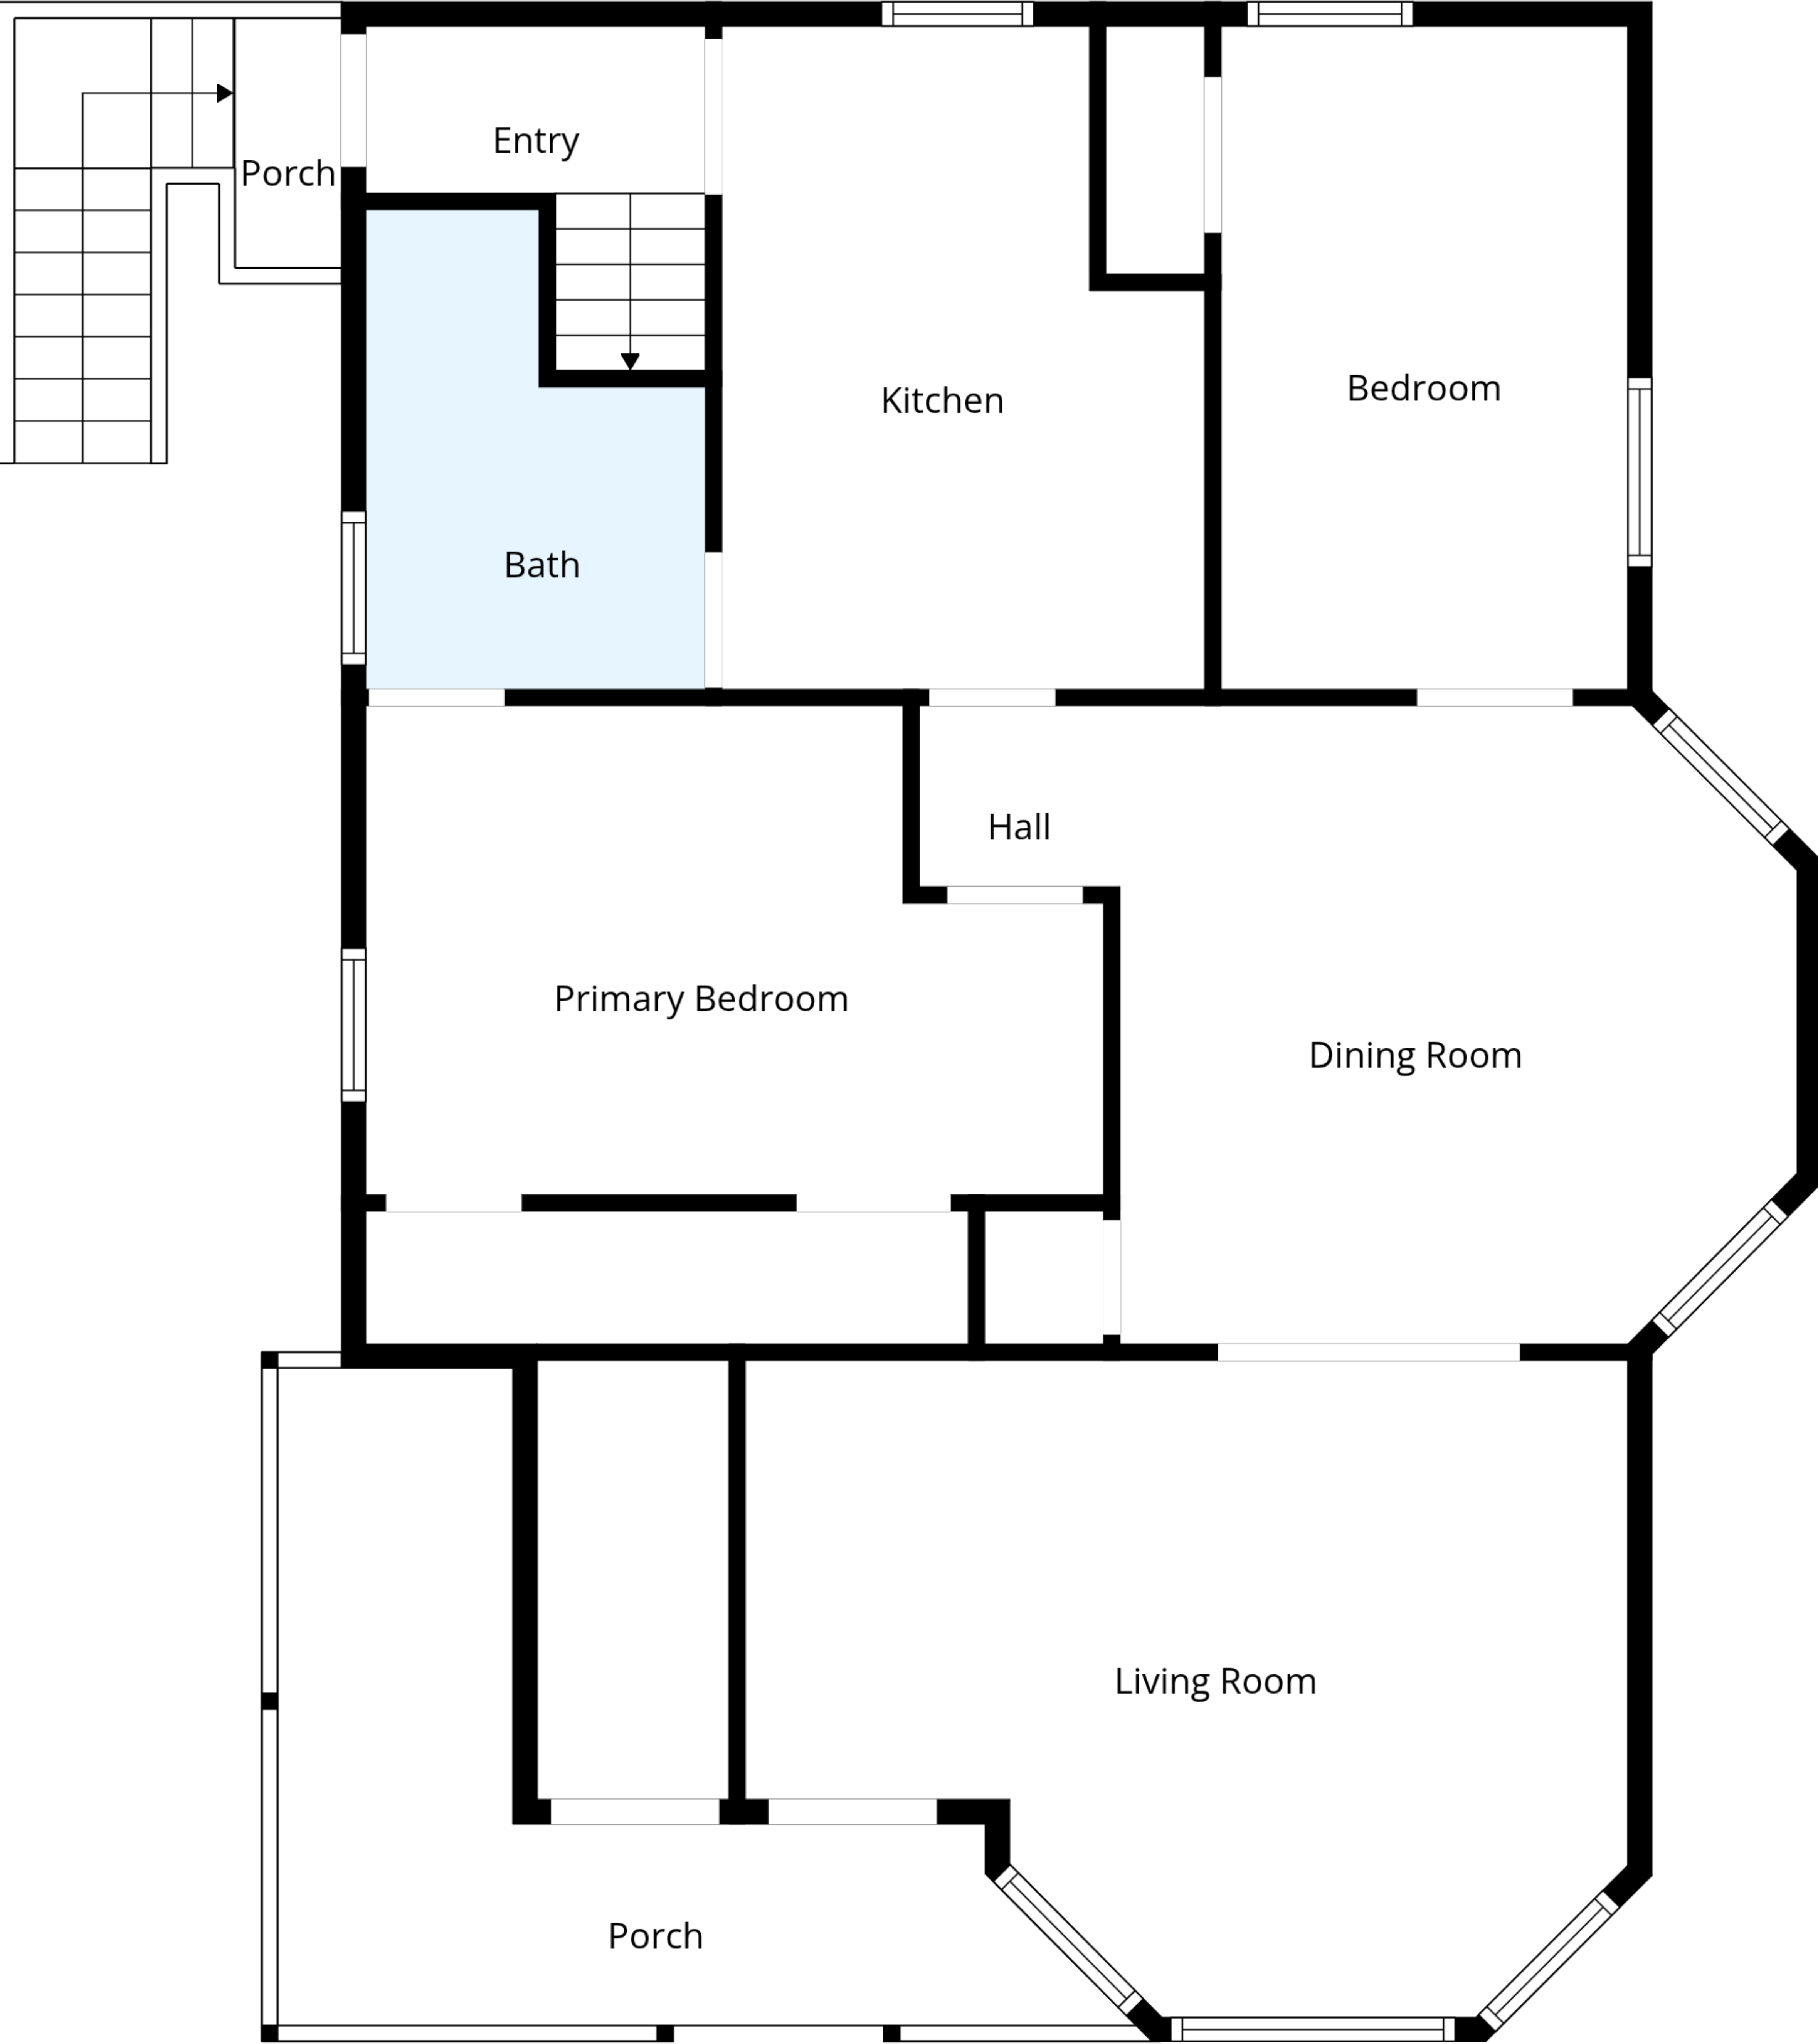 Entry
Porch
Kitchen
Bedroom
Bath
Hall
Primary Bedroom
Dining Room
Living Room
Porch